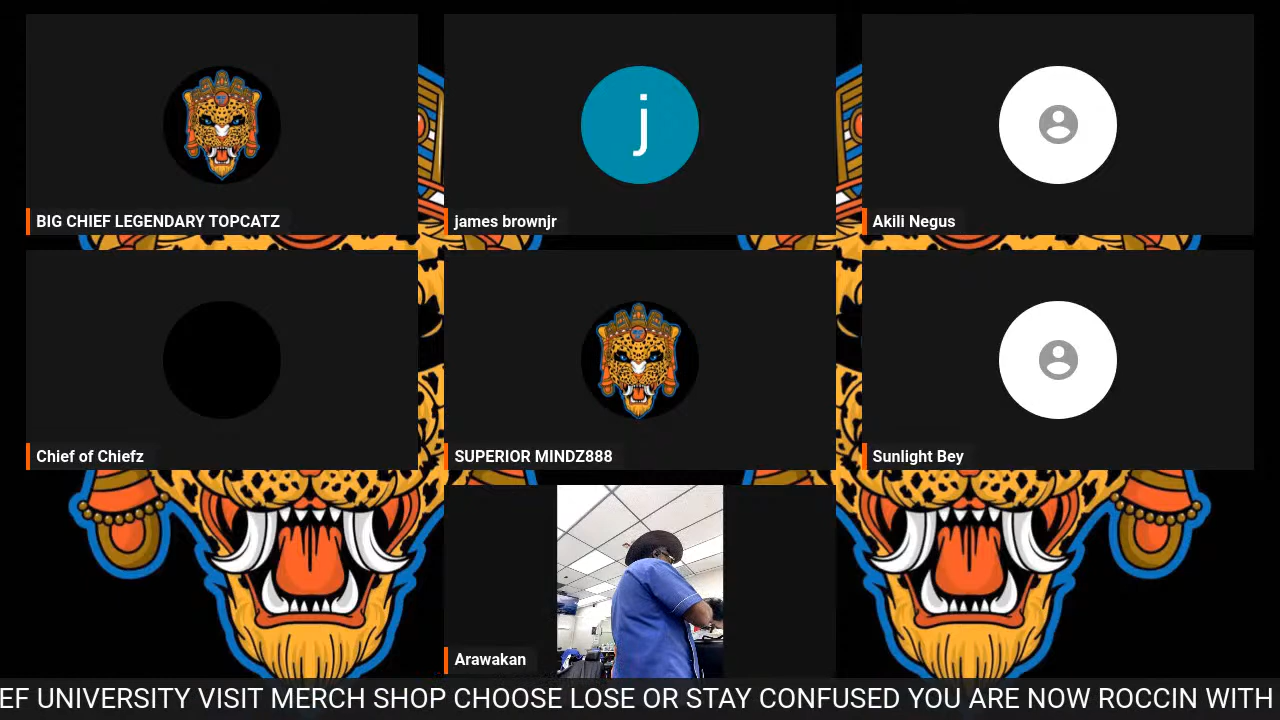 j
BIG CHIEF LEGENDARY TOPCATZ
james brownjr
Akili Negus
Chief of Chiefz
SUPERIOR MINDZ888
Sunlight Bey
Arawakan
EF UNIVERSITY VISIT MERCH SHOP CHOOSE LOSE OR STAY CONFUSED YOU ARE NOW ROCCIN WITH